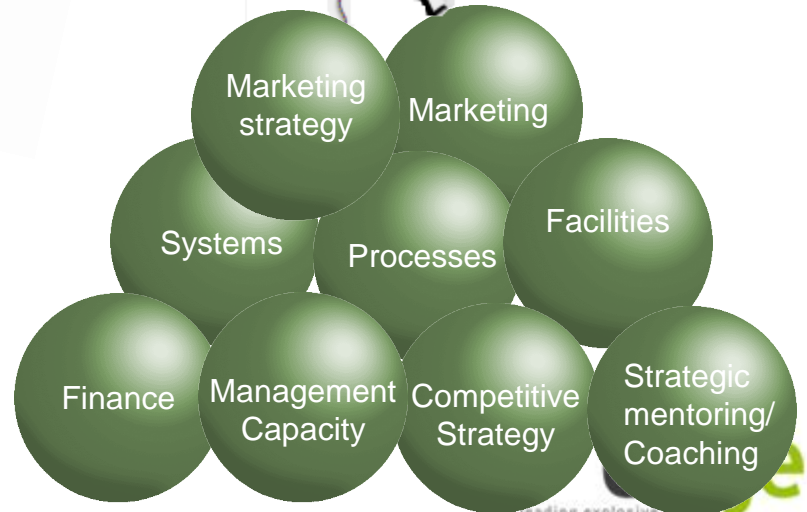 Marketing
strategy
Marketing
Systems
Processes
Facilities
Finance
Management
Capacity
Competitive
Strategy
Strategic
mentoring/
Coaching